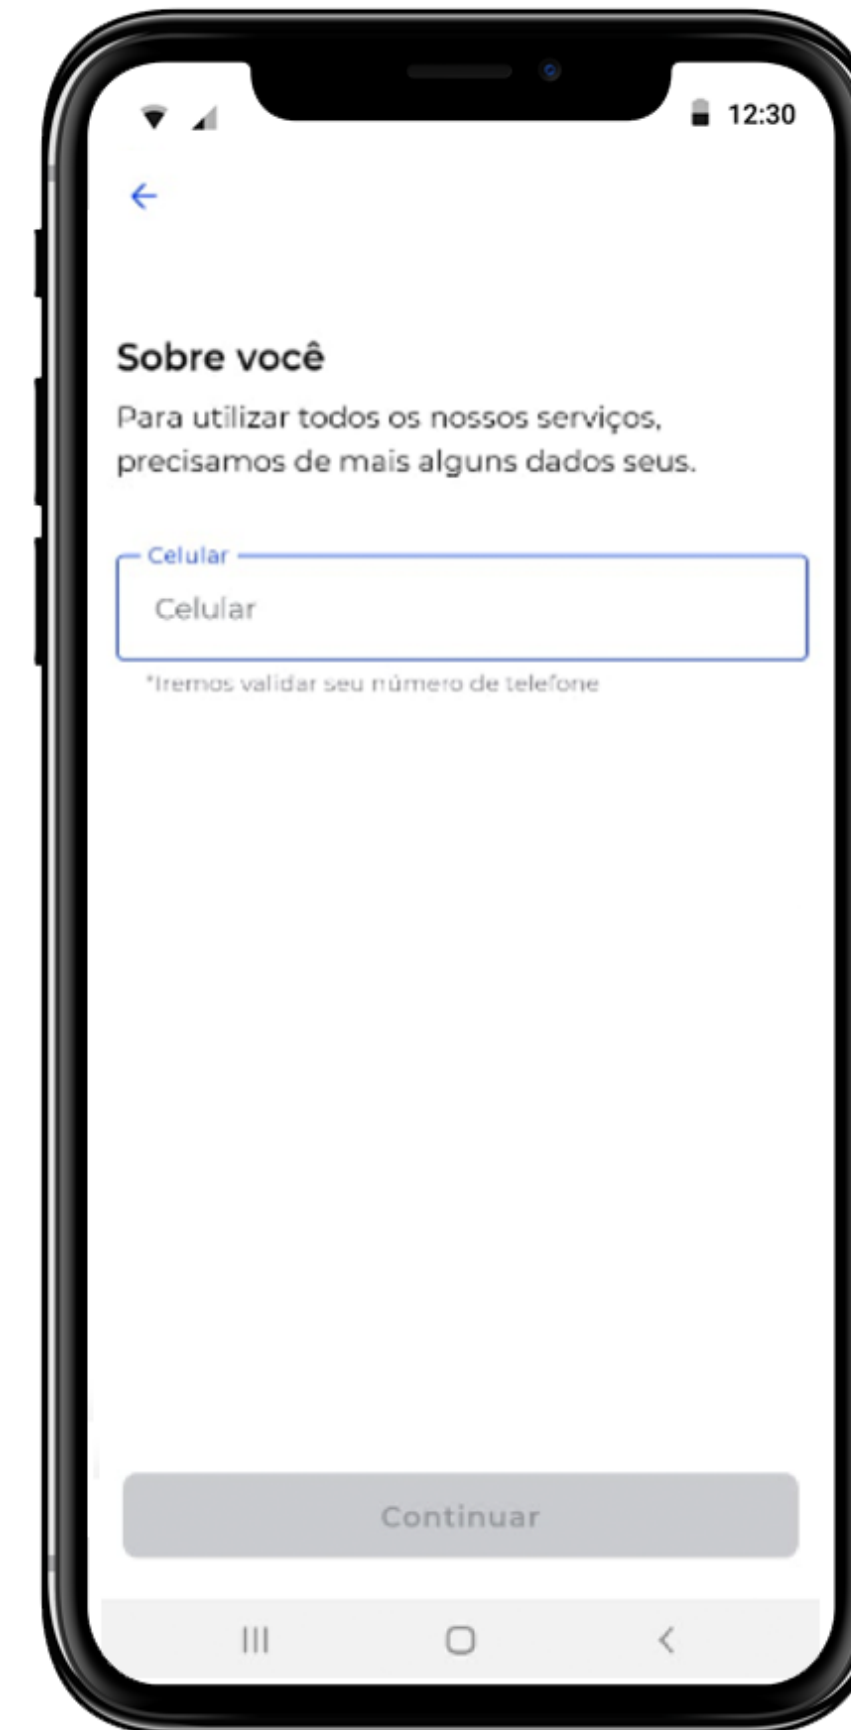 12:30
Sobre você
Para utilizar todos os nossos serviços,
precisamos de mais alguns dados seus.
Celular
Celular
*Iremos validar seu número de telefone
Continuar